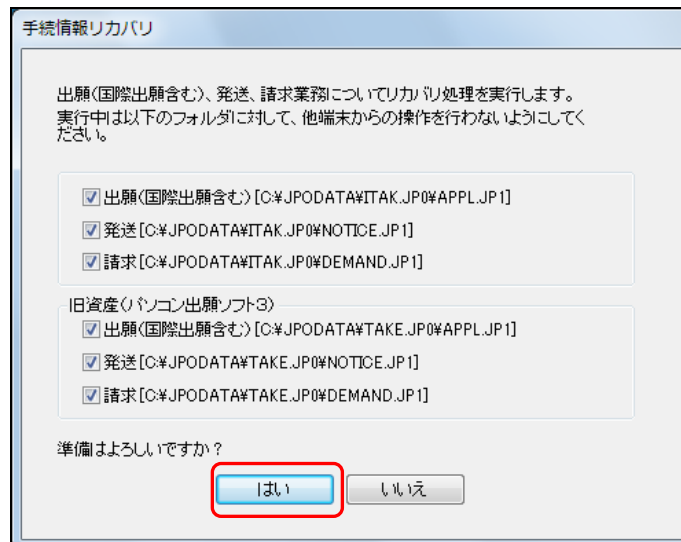 手続情報リカバリ
出願(国際出願含む)、発送、請求業務についてリカバリ処理を実行します。
実行中は以下のフォルダに対して、他端末からの操作を行わないようにしてく
ださい。
出願(国際出願含む)[C:¥JPODATA¥ITAK.JP0¥APPL.JP1]
発送[C:¥JPODATA¥ITAK.JP0¥NOTICE.JP1]
請求[C:¥JPODATA¥ITAK.JP0¥DEMAND.JP1]
旧資産(パソコン出願ソフト3)
出願(国際出願含む)[C:¥JPODATA¥TAKE.JP0¥APPL.JP1]
発送[C:¥JPODATA¥TAKE.JP0¥NOTICE.JP1]
請求[C:¥JPODATA¥TAKE.JP0¥DEMAND.JP1]
準備はよろしいですか？
はい いいえ